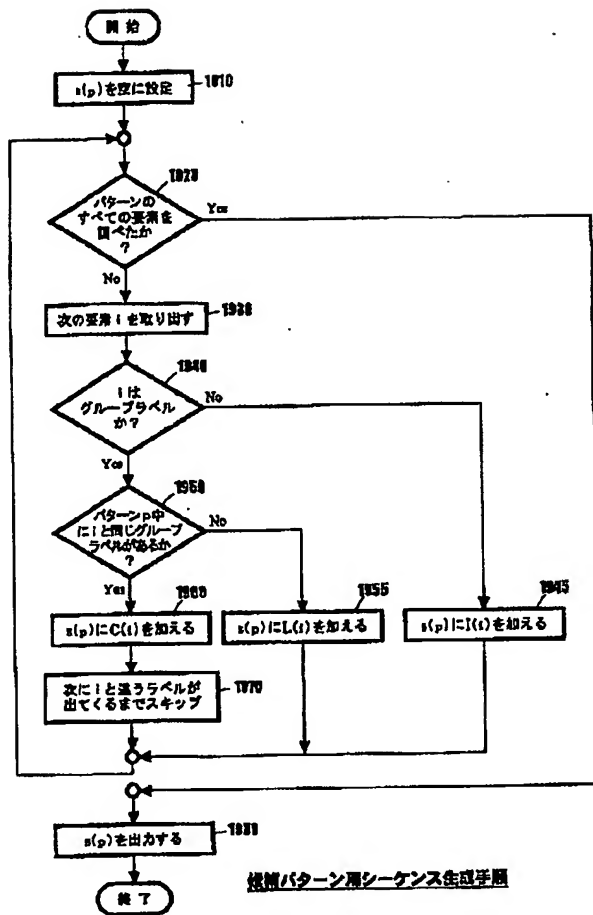 開始
s(p)を空に設定
1910
1920
パターンの
すべての要素を
調べたか
?
Yes
No
次の要素iを取り出す
1930
1940
iは
グループラベル
か?
No
Yes
1950
パターンp中
にiと同じグループ
ラベルがあるか
?
No
Yes
1960
s(p)にC(i)を加える
1955
s(p)にL(i)を加える
1945
s(p)にI(i)を加える
次にiと違うラベルが
出てくるまでスキップ
1970
s(p)を出力する
1980
終了
候補パターン用シーケンス生成手順